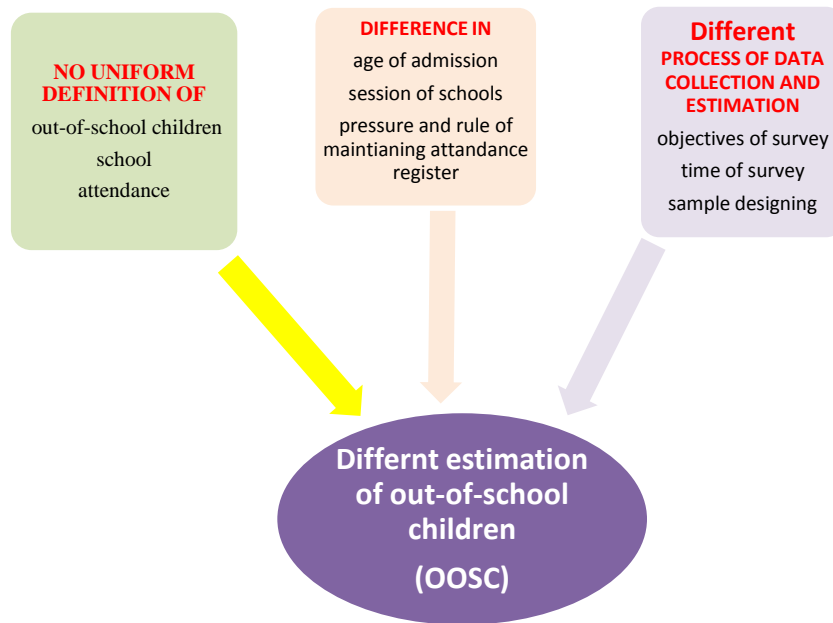 NO UNIFORM
DEFINITION OF
out-of-school children
school
attendance
DIFFERENCE IN
age of admission
session of schools
pressure and rule of
maintianing attandance
register
Different
PROCESS OF DATA
COLLECTION AND
ESTIMATION
objectives of survey
time of survey
sample designing
Differnt estimation
of out-of-school
children
(OOSC)